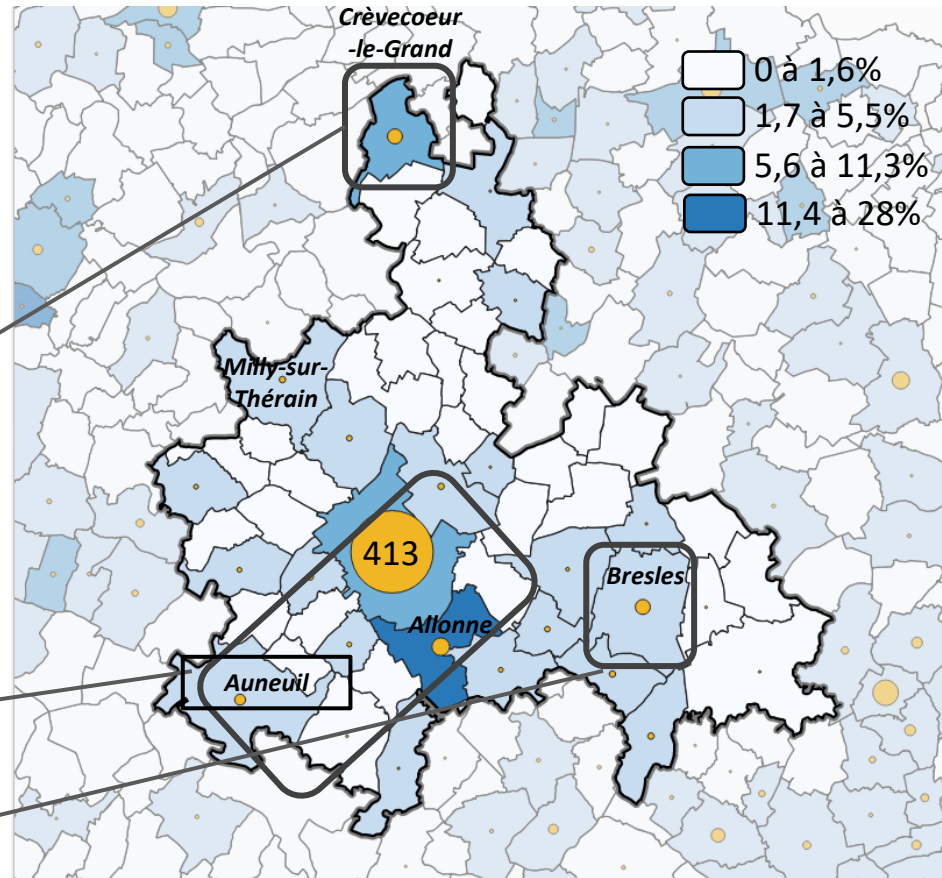 Crèvecoeur
-le-Grand
0 à 1,6%
1,7 à 5,5%
5,6 à 11,3%
11,4 à 28%
Milly-sur-
Thérain
413
Bresles
Allonne
Auneuil